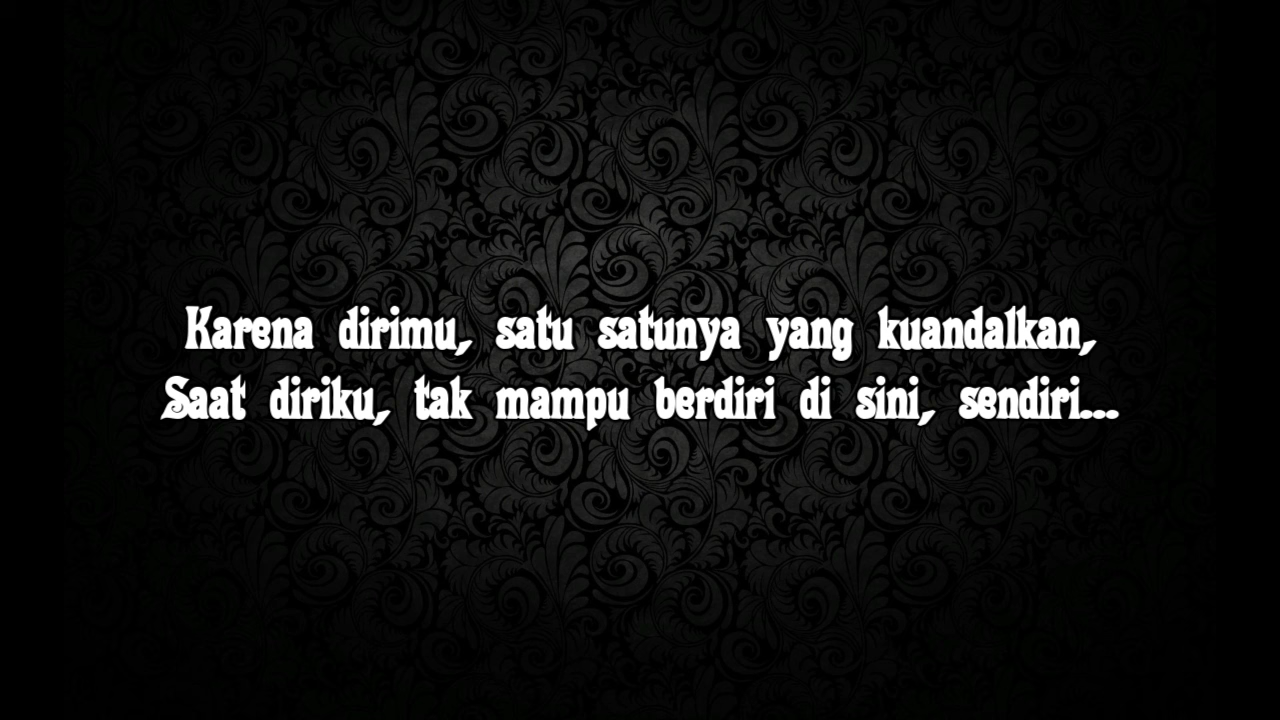 Karena dirimu, satu satunya yang kuandalkan,
Saat diriku, tak mampu berdiri di sini, sendiri...